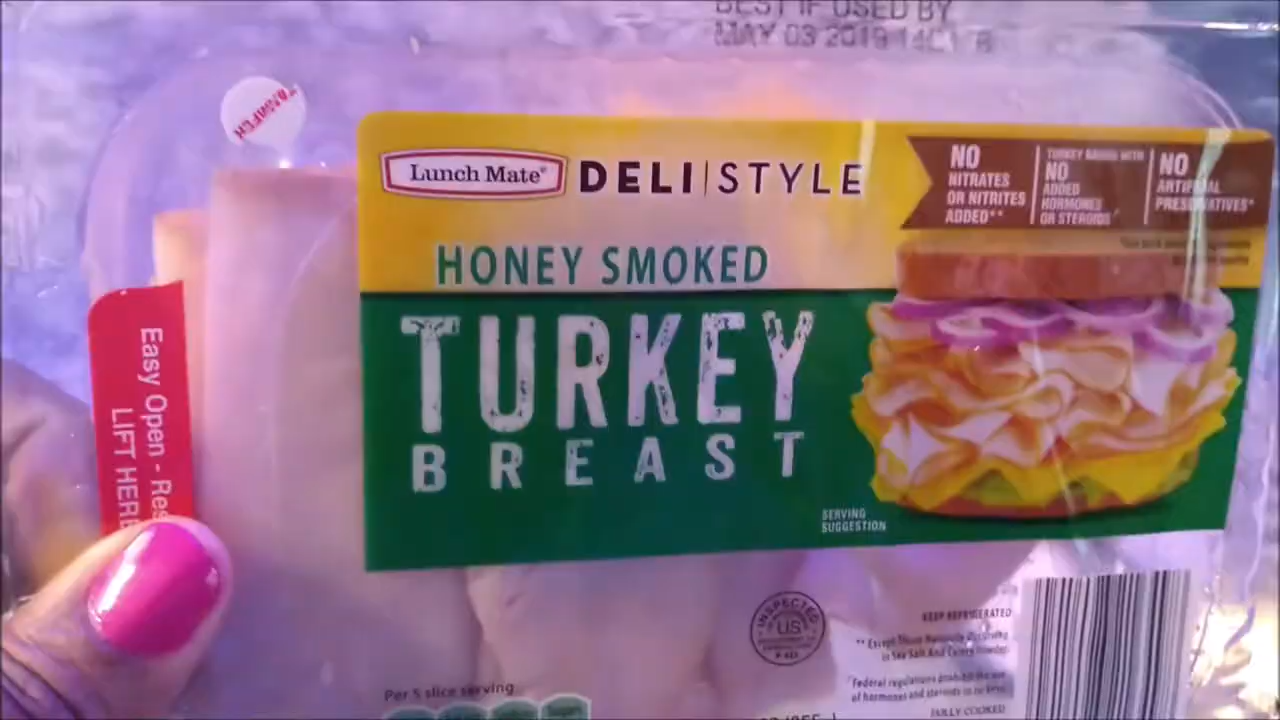 BEST IF USED BY
MAY 03 2019
Lunch Mate®
DELI|STYLE
HONEY SMOKED
TURKEY
BREAST
NO
NITRATES
OR NITRITES
ADDED**
TURKEY RAISED WITH
NO
ADDED
HORMONES
OR STEROIDS
NO
ARTIFICIAL
PRESERVATIVES*
SERVING
SUGGESTION
Easy Open - Res
LIFT HERE
INSPECTED
US
KEEP REFRIGERATED
** Except Those Naturally Occurring
in Sea Salt And Celery Powder
Federal regulations prohibit the use
of hormones and steroids in
FULLY COOKED
Per 5 slice serving